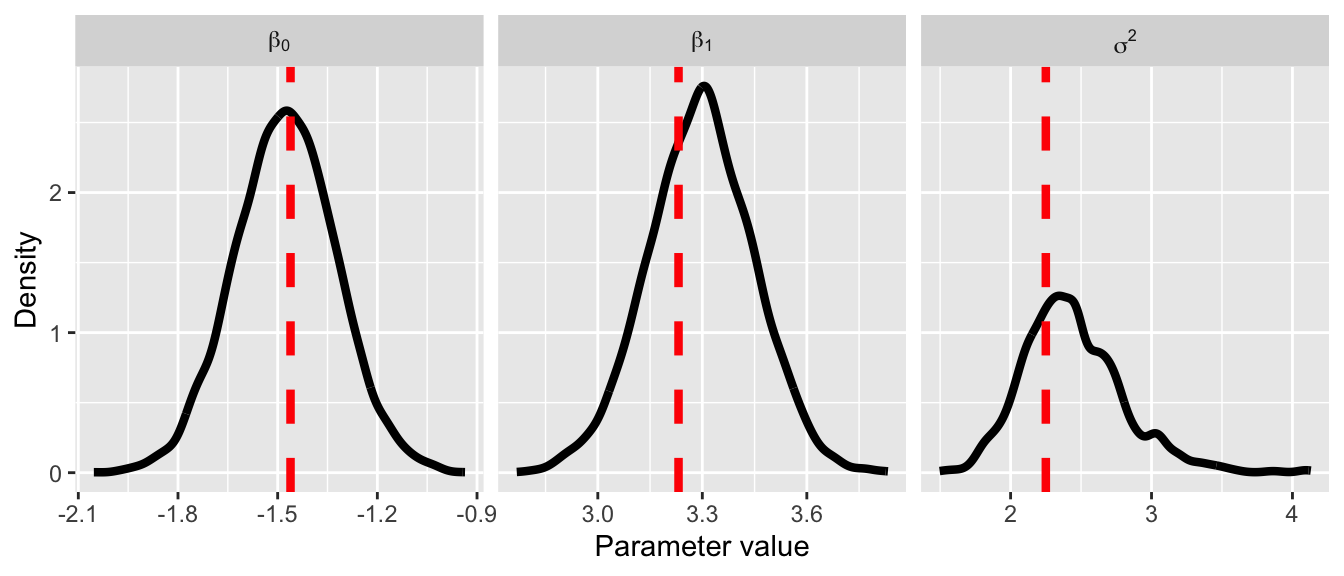 β₀ β₁ σ²
Density
2
1
0
-2.1 -1.8 -1.5 -1.2 -0.9 3.0 3.3 3.6 2 3 4
Parameter value